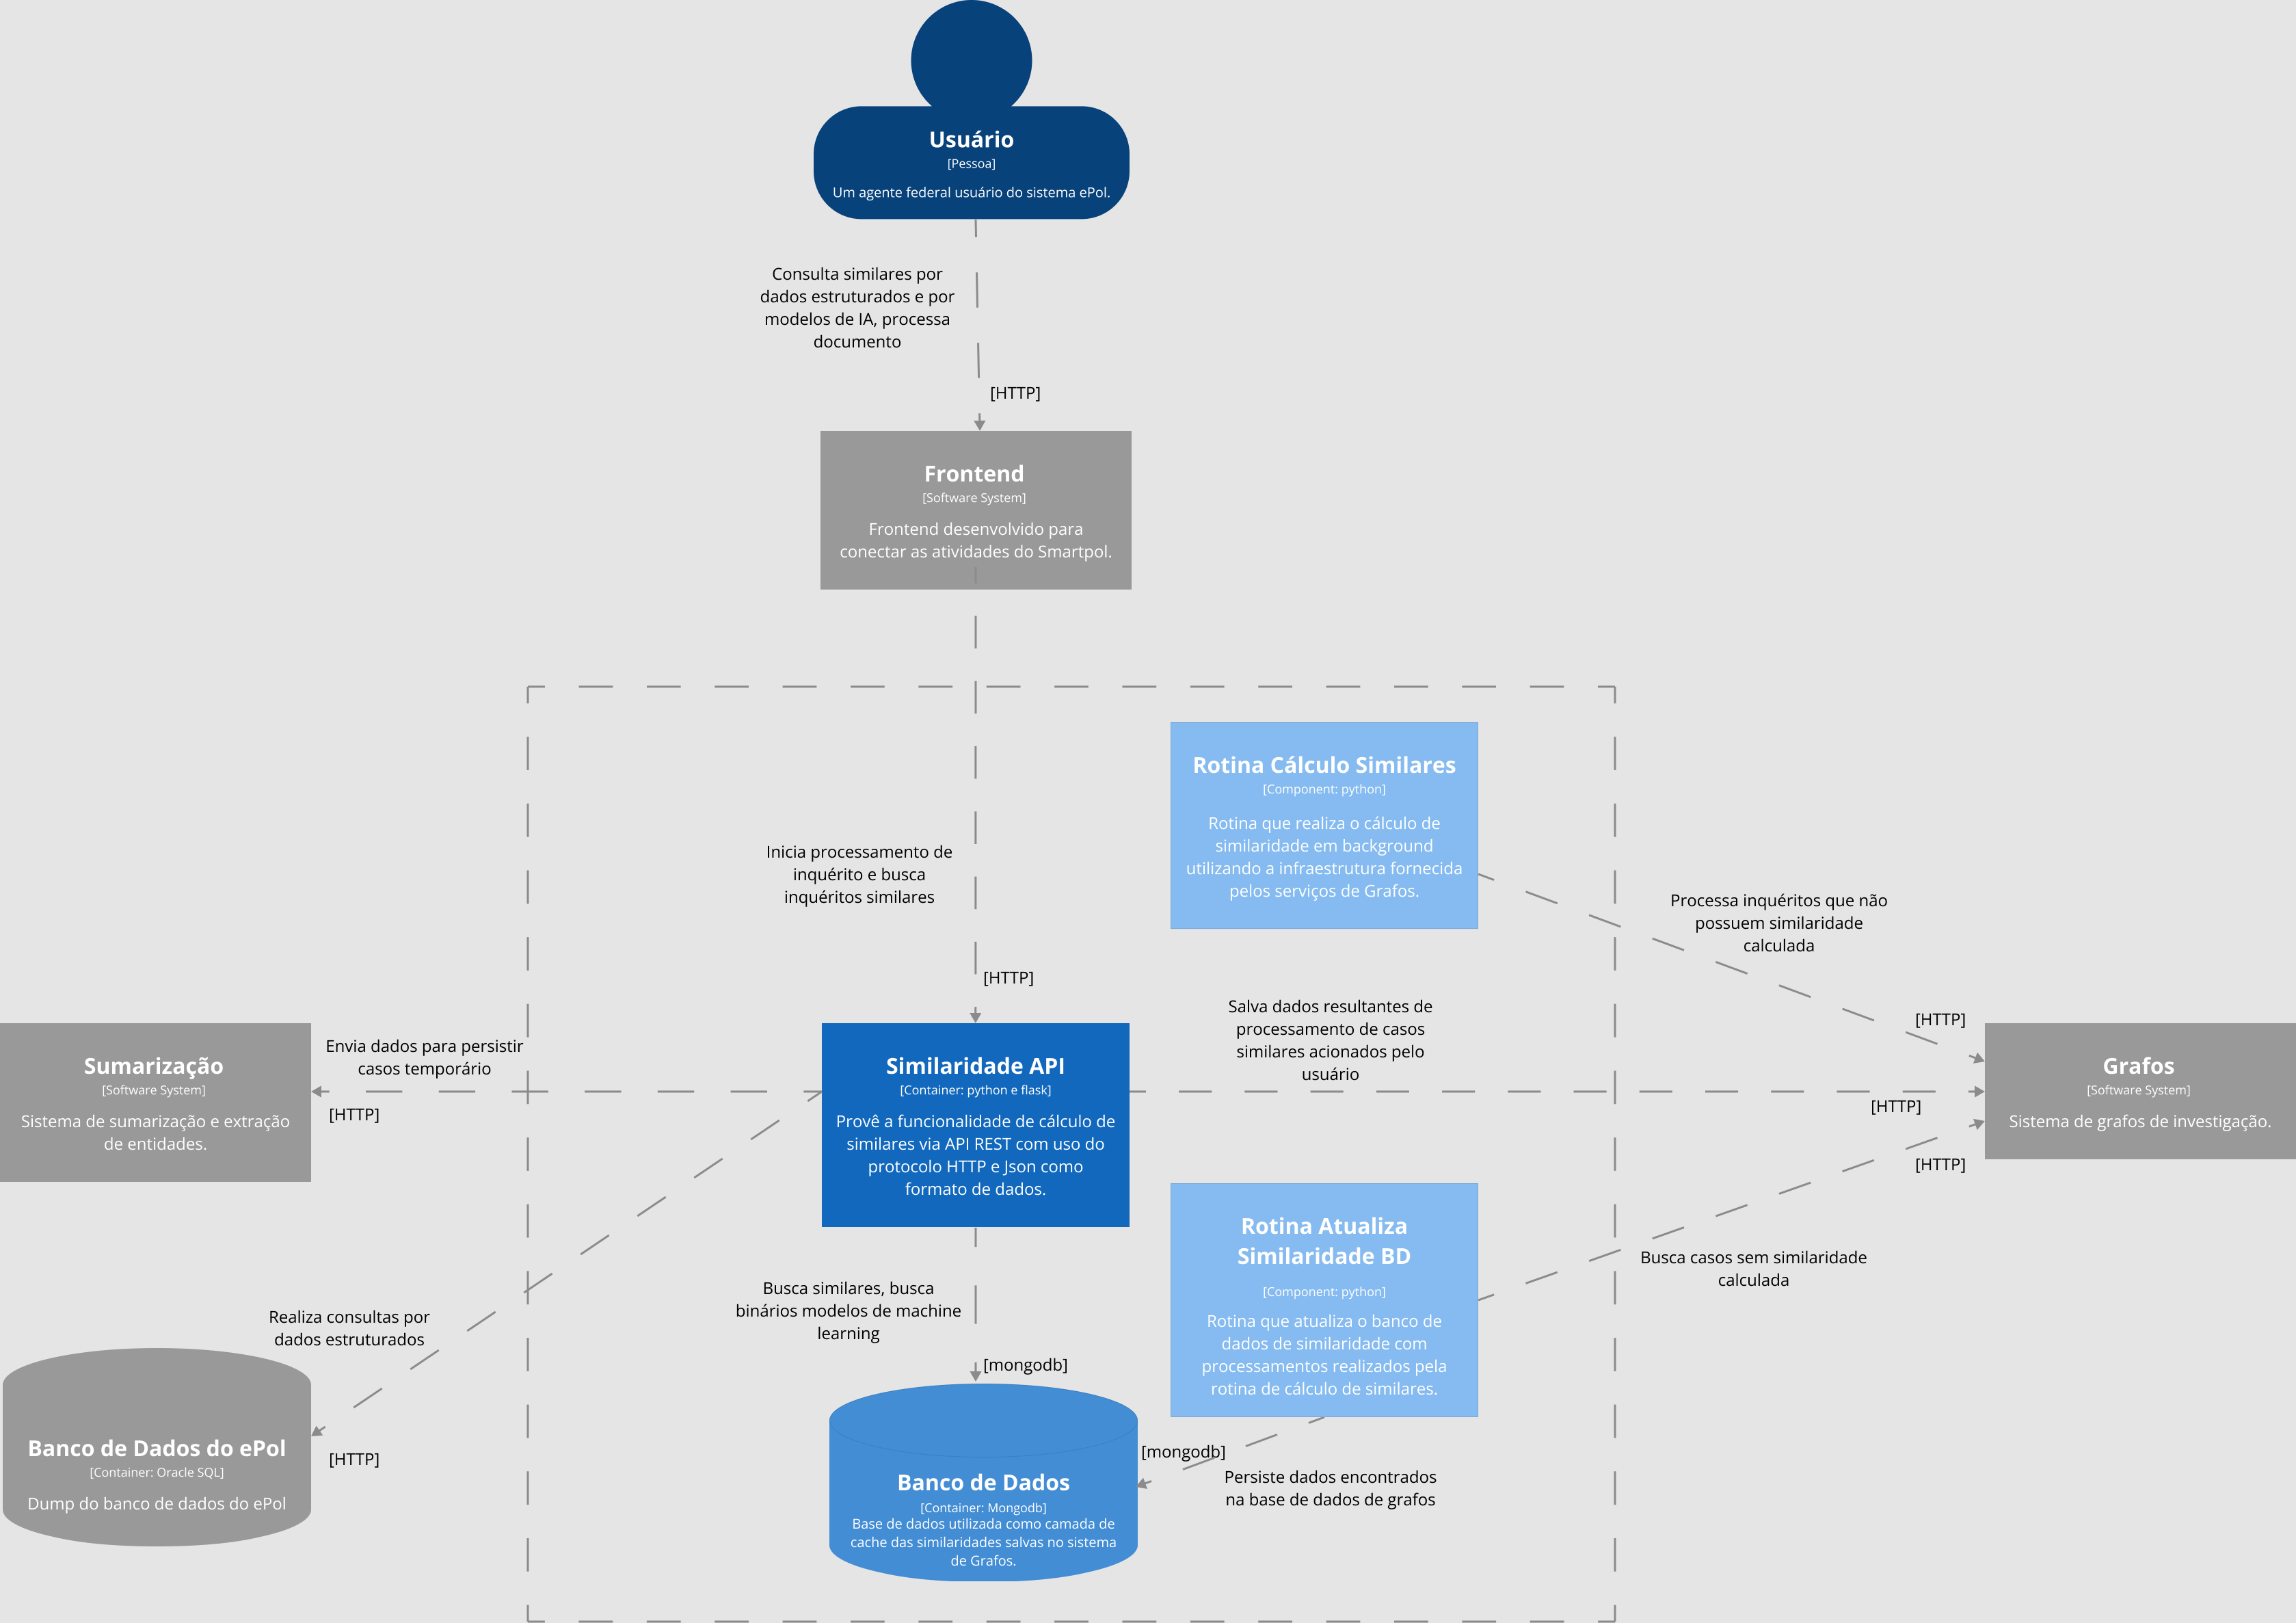 Usuário
[Pessoa]
Um agente federal usuário do sistema ePol.
Consulta similares por
dados estruturados e por
modelos de IA, processa
documento
[HTTP]
Frontend
[Software System]
Frontend desenvolvido para
conectar as atividades do Smartpol.
Rotina Cálculo Similares
[Component: python]
Rotina que realiza o cálculo de
similaridade em background
utilizando a infraestrutura fornecida
pelos serviços de Grafos.
Inicia processamento de
inquérito e busca
inquéritos similares
[HTTP]
Processa inquéritos que não
possuem similaridade
calculada
[HTTP]
Sumarização
[Software System]
Sistema de sumarização e extração
de entidades.
Envia dados para persistir
casos temporário
[HTTP]
Similaridade API
[Container: python e flask]
Provê a funcionalidade de cálculo de
similares via API REST com uso do
protocolo HTTP e Json como
formato de dados.
Salva dados resultantes de
processamento de casos
similares acionados pelo
usuário
[HTTP]
Grafos
[Software System]
Sistema de grafos de investigação.
[HTTP]
Busca casos sem similaridade
calculada
Rotina Atualiza
Similaridade BD
[Component: python]
Rotina que atualiza o banco de
dados de similaridade com
processamentos realizados pela
rotina de cálculo de similares.
Busca similares, busca
binários modelos de machine
learning
[mongodb]
Realiza consultas por
dados estruturados
[HTTP]
Banco de Dados do ePol
[Container: Oracle SQL]
Dump do banco de dados do ePol
[mongodb]
Persiste dados encontrados
na base de dados de grafos
Banco de Dados
[Container: Mongodb]
Base de dados utilizada como camada de
cache das similaridades salvas no sistema
de Grafos.